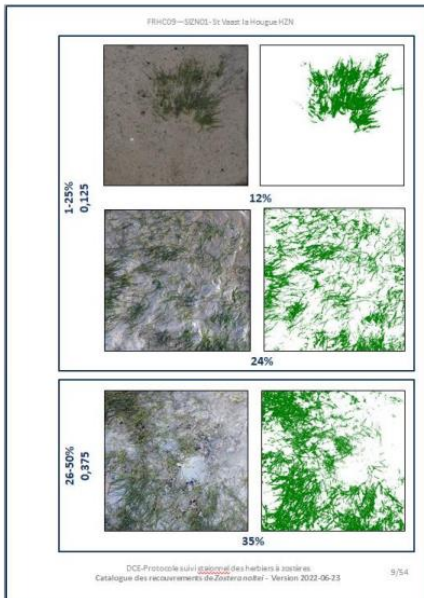 FRHC09—SIZN01- St Vaast la Hougue HZN
1-25%
0,125
12%
24%
26-50%
0,375
35%
DCE-Protocole suivi stationnel des herbiers à zostères
Catalogue des recouvrements de Zostera noltei - Version 2022-06-23
9/54